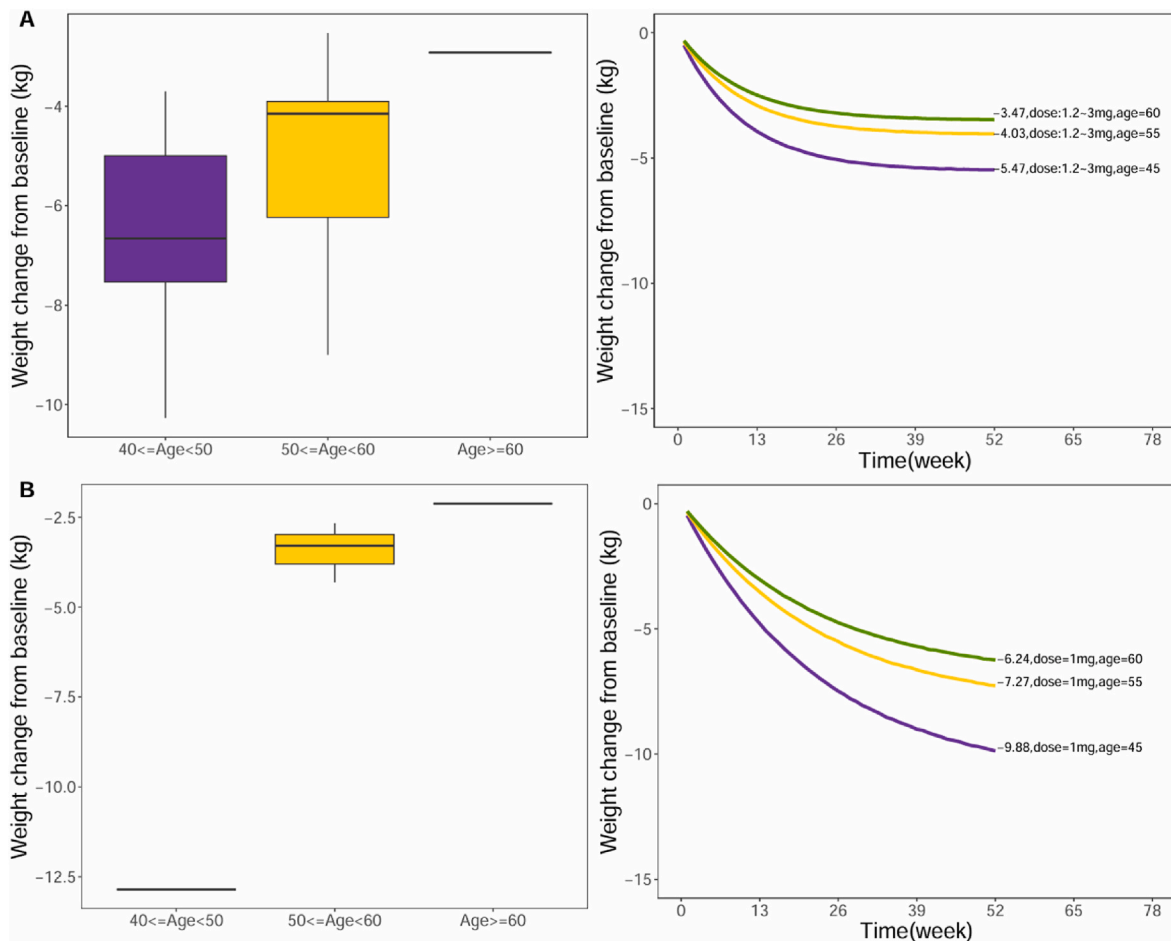 A
Weight change from baseline (kg)
−4
−6
−8
−10
40<=Age<50
50<=Age<60
Age>=60
Weight change from baseline (kg)
0
−5
−10
−15
−3.47,dose:1.2~3mg,age=60
−4.03,dose:1.2~3mg,age=55
−5.47,dose:1.2~3mg,age=45
0
13
26
39
52
65
78
Time(week)
B
Weight change from baseline (kg)
−2.5
−5.0
−7.5
−10.0
−12.5
40<=Age<50
50<=Age<60
Age>=60
Weight change from baseline (kg)
0
−5
−10
−15
−6.24,dose=1mg,age=60
−7.27,dose=1mg,age=55
−9.88,dose=1mg,age=45
0
13
26
39
52
65
78
Time(week)